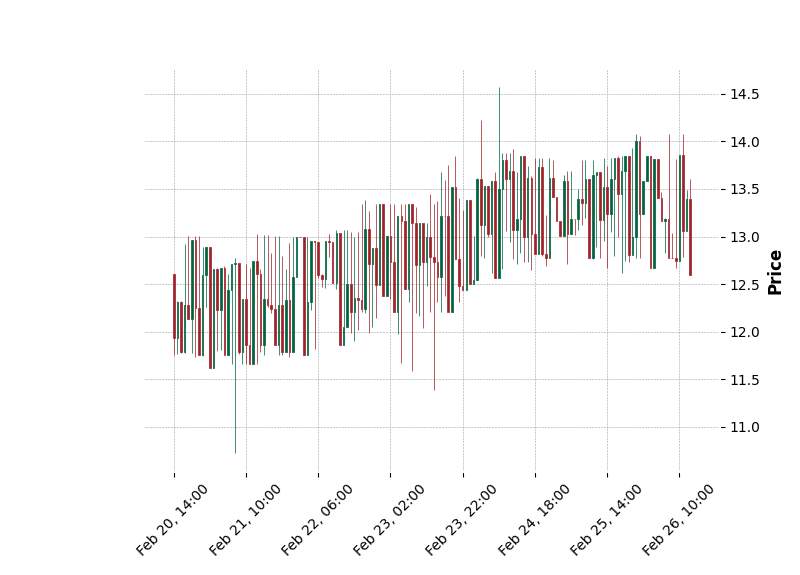 14.5
14.0
13.5
13.0
12.5
12.0
11.5
11.0
Price
Feb 20, 14:00
Feb 21, 10:00
Feb 22, 06:00
Feb 23, 02:00
Feb 23, 22:00
Feb 24, 18:00
Feb 25, 14:00
Feb 26, 10:00